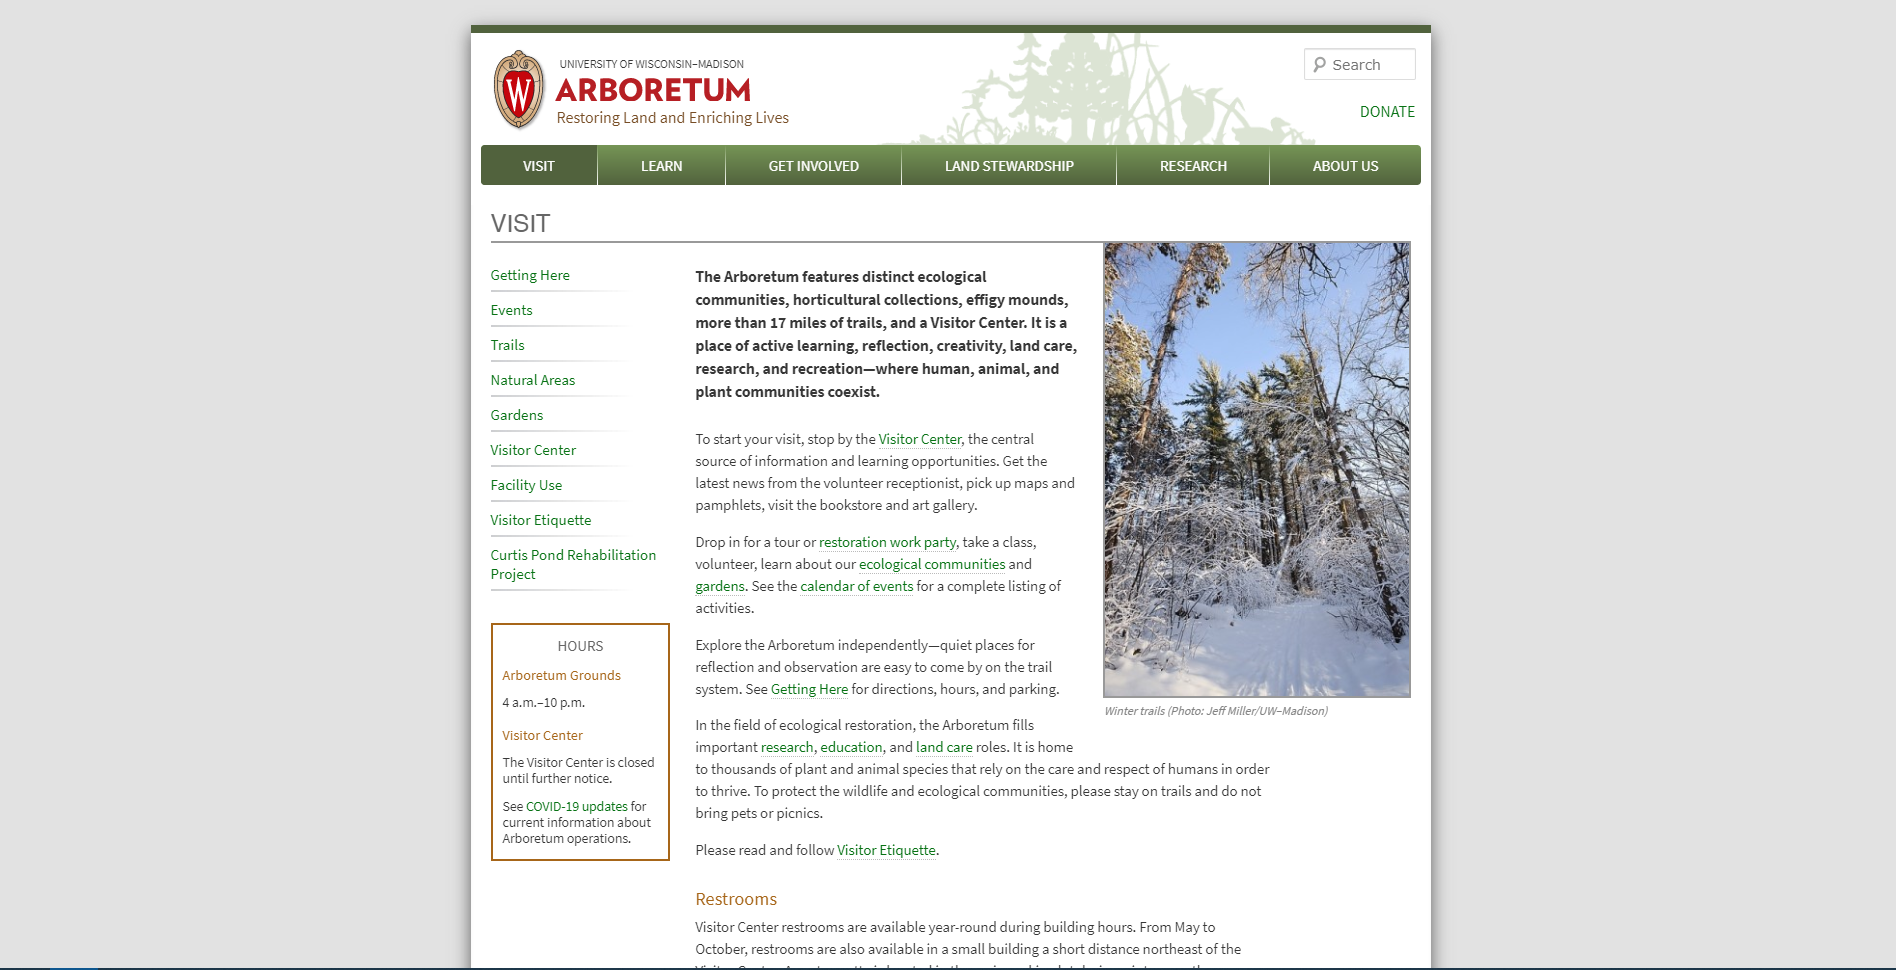 UNIVERSITY OF WISCONSIN–MADISON
ARBORETUM
Restoring Land and Enriching Lives
Search
DONATE
VISIT
LEARN
GET INVOLVED
LAND STEWARDSHIP
RESEARCH
ABOUT US
VISIT
Getting Here
Events
Trails
Natural Areas
Gardens
Visitor Center
Facility Use
Visitor Etiquette
Curtis Pond Rehabilitation
Project
HOURS
Arboretum Grounds
4 a.m.–10 p.m.
Visitor Center
The Visitor Center is closed
until further notice.
See COVID-19 updates for
current information about
Arboretum operations.
The Arboretum features distinct ecological
communities, horticultural collections, effigy mounds,
more than 17 miles of trails, and a Visitor Center. It is a
place of active learning, reflection, creativity, land care,
research, and recreation—where human, animal, and
plant communities coexist.
To start your visit, stop by the Visitor Center, the central
source of information and learning opportunities. Get the
latest news from the volunteer receptionist, pick up maps and
pamphlets, visit the bookstore and art gallery.
Drop in for a tour or restoration work party, take a class,
volunteer, learn about our ecological communities and
gardens. See the calendar of events for a complete listing of
activities.
Explore the Arboretum independently—quiet places for
reflection and observation are easy to come by on the trail
system. See Getting Here for directions, hours, and parking.
In the field of ecological restoration, the Arboretum fills
important research, education, and land care roles. It is home
to thousands of plant and animal species that rely on the care and respect of humans in order
to thrive. To protect the wildlife and ecological communities, please stay on trails and do not
bring pets or picnics.
Please read and follow Visitor Etiquette.
Winter trails (Photo: Jeff Miller/UW–Madison)
Restrooms
Visitor Center restrooms are available year-round during building hours. From May to
October, restrooms are also available in a small building a short distance northeast of the